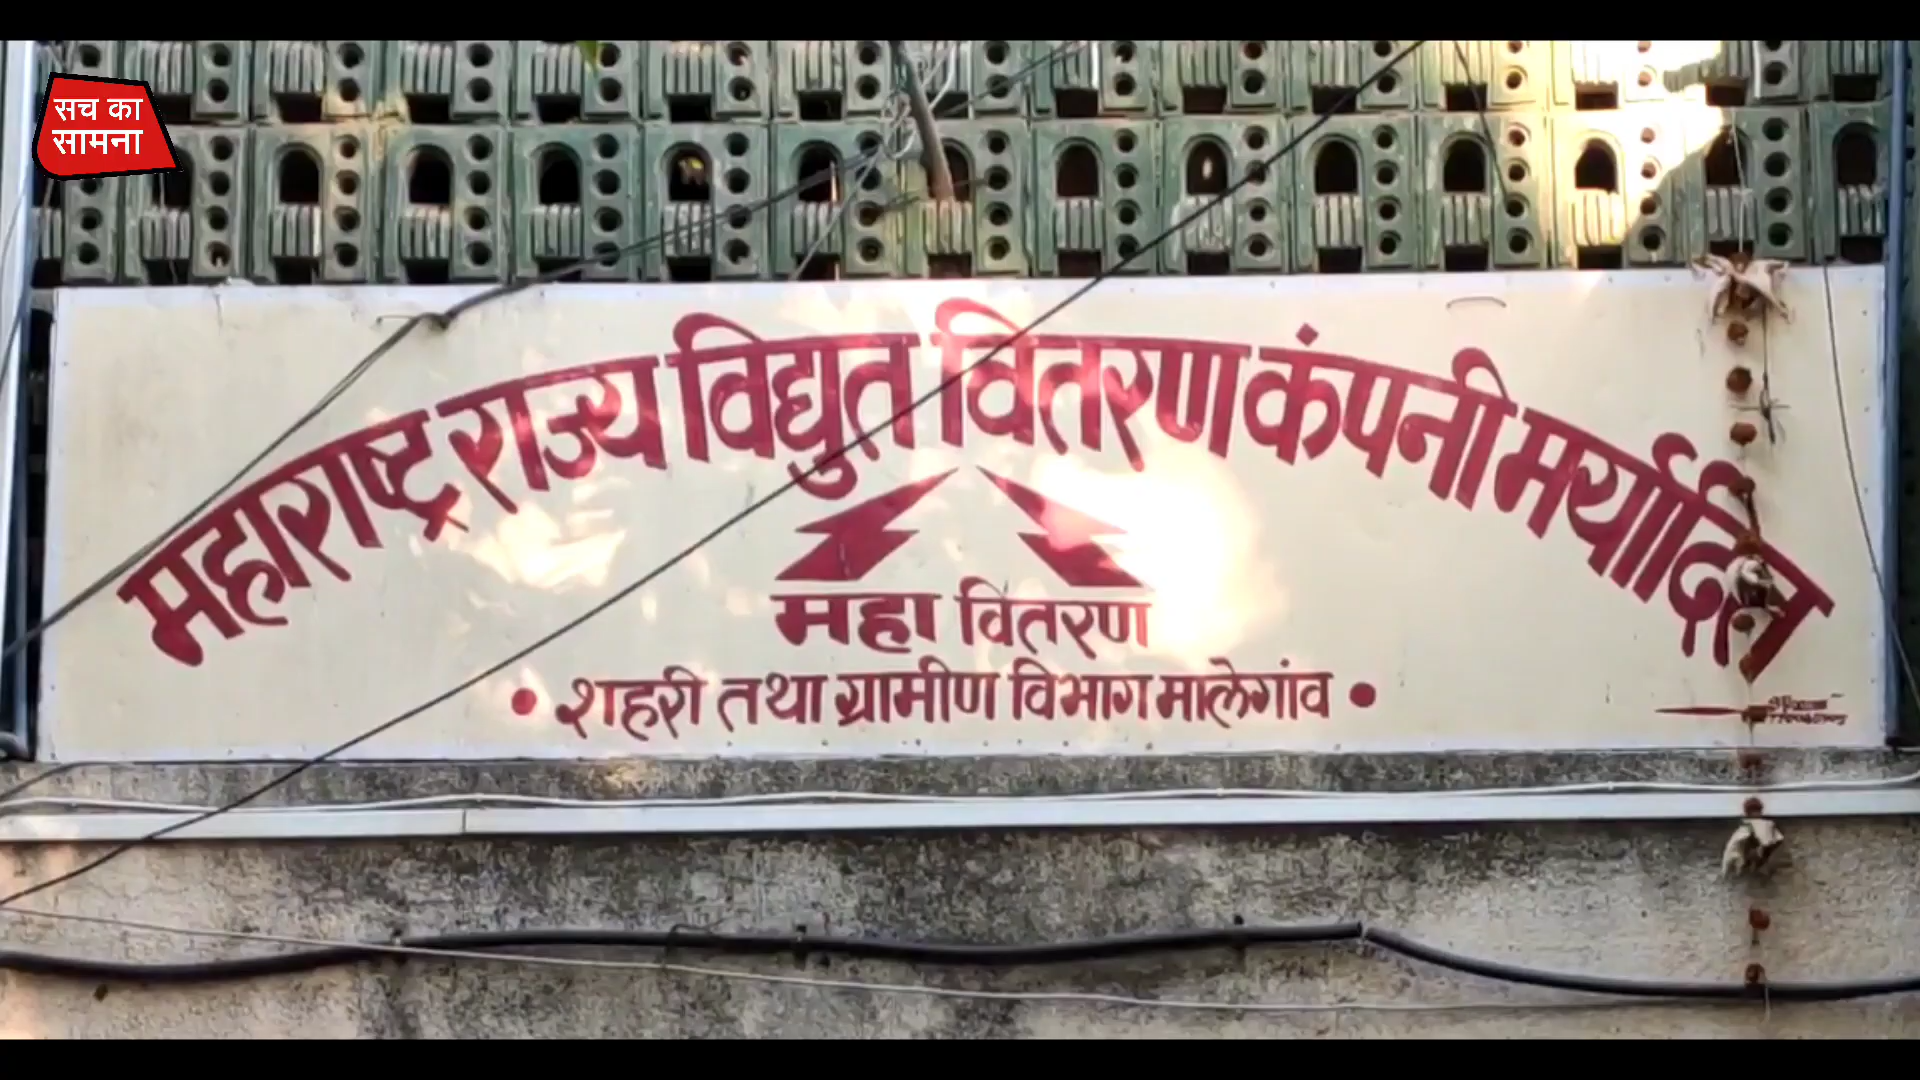 सच का
सामना
महाराष्ट्र राज्य विद्युत वितरण कंपनी मर्यादित
महा वितरण
• शहरी तथा ग्रामीण विभाग मालेगांव •